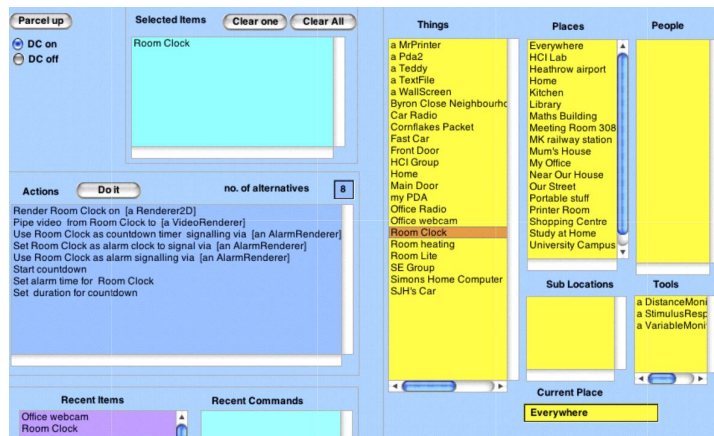 Parcel up
DC on
DC off
Selected Items
Clear one
Clear All
Room Clock
Actions
Do it
no. of alternatives
8
Render Room Clock on [a Renderer2D]
Pipe video from Room Clock to [a VideoRenderer]
Use Room Clock as countdown timer signalling via [an AlarmRenderer]
Set Room Clock as alarm clock to signal via [an AlarmRenderer]
Use Room Clock as alarm signalling via [an AlarmRenderer]
Start countdown
Set alarm time for Room Clock
Set duration for countdown
Recent Items
Office webcam
Room Clock
Recent Commands
Things
a MrPrinter
a Pda2
a Teddy
a TextFile
a WallScreen
Byron Close Neighbourho
Car Radio
Cornflakes Packet
Fast Car
Front Door
HCI Group
Home
Main Door
my PDA
Office Radio
Office webcam
Room Clock
Room heating
Room Lite
SE Group
Simons Home Computer
SJH's Car
Places
Everywhere
HCI Lab
Heathrow airport
Home
Kitchen
Library
Maths Building
Meeting Room 308
MK railway station
Mum's House
My Office
Near Our House
Our Street
Portable stuff
Printer Room
Shopping Centre
Study at Home
University Campus
People
Sub Locations
Tools
a DistanceMoni
a StimulusResp
a VariableMoni
Current Place
Everywhere